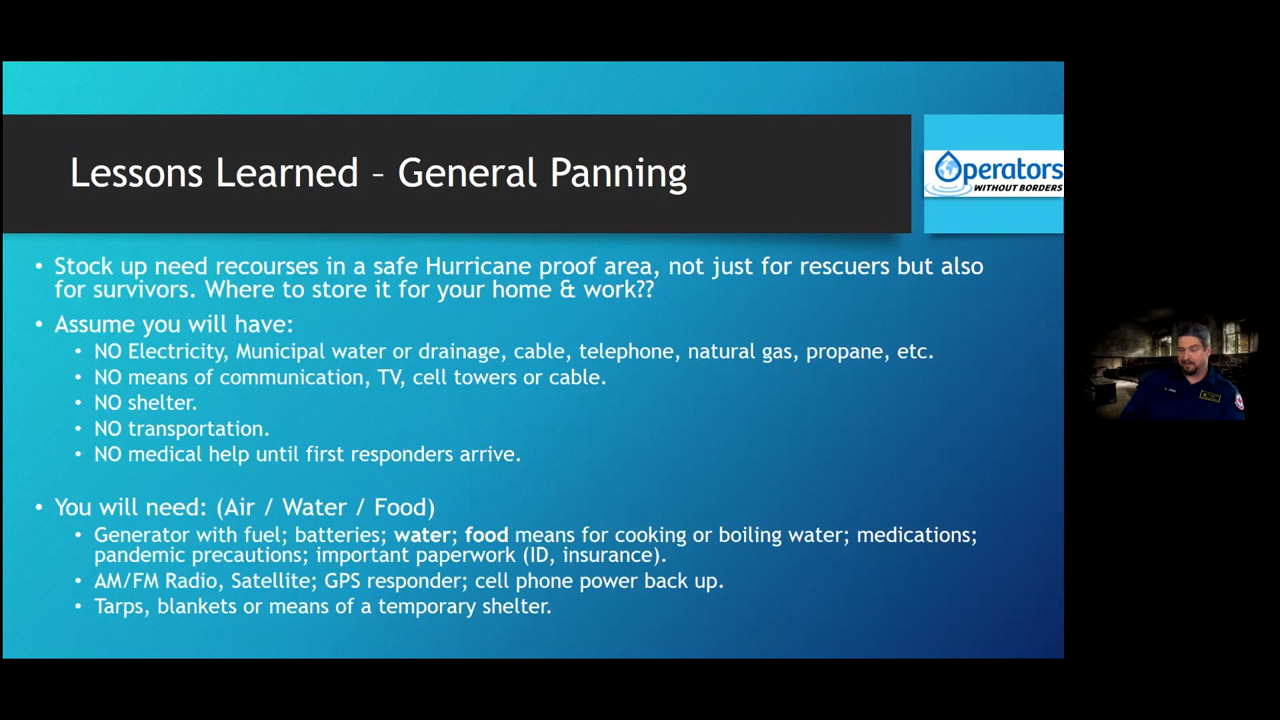 Lessons Learned – General Panning
Operators
WITHOUT BORDERS
• Stock up need recourses in a safe Hurricane proof area, not just for rescuers but also
for survivors. Where to store it for your home & work??
• Assume you will have:
• NO Electricity, Municipal water or drainage, cable, telephone, natural gas, propane, etc.
• NO means of communication, TV, cell towers or cable.
• NO shelter.
• NO transportation.
• NO medical help until first responders arrive.
• You will need: (Air / Water / Food)
• Generator with fuel; batteries; water; food means for cooking or boiling water; medications;
pandemic precautions; important paperwork (ID, insurance).
• AM/FM Radio, Satellite; GPS responder; cell phone power back up.
• Tarps, blankets or means of a temporary shelter.